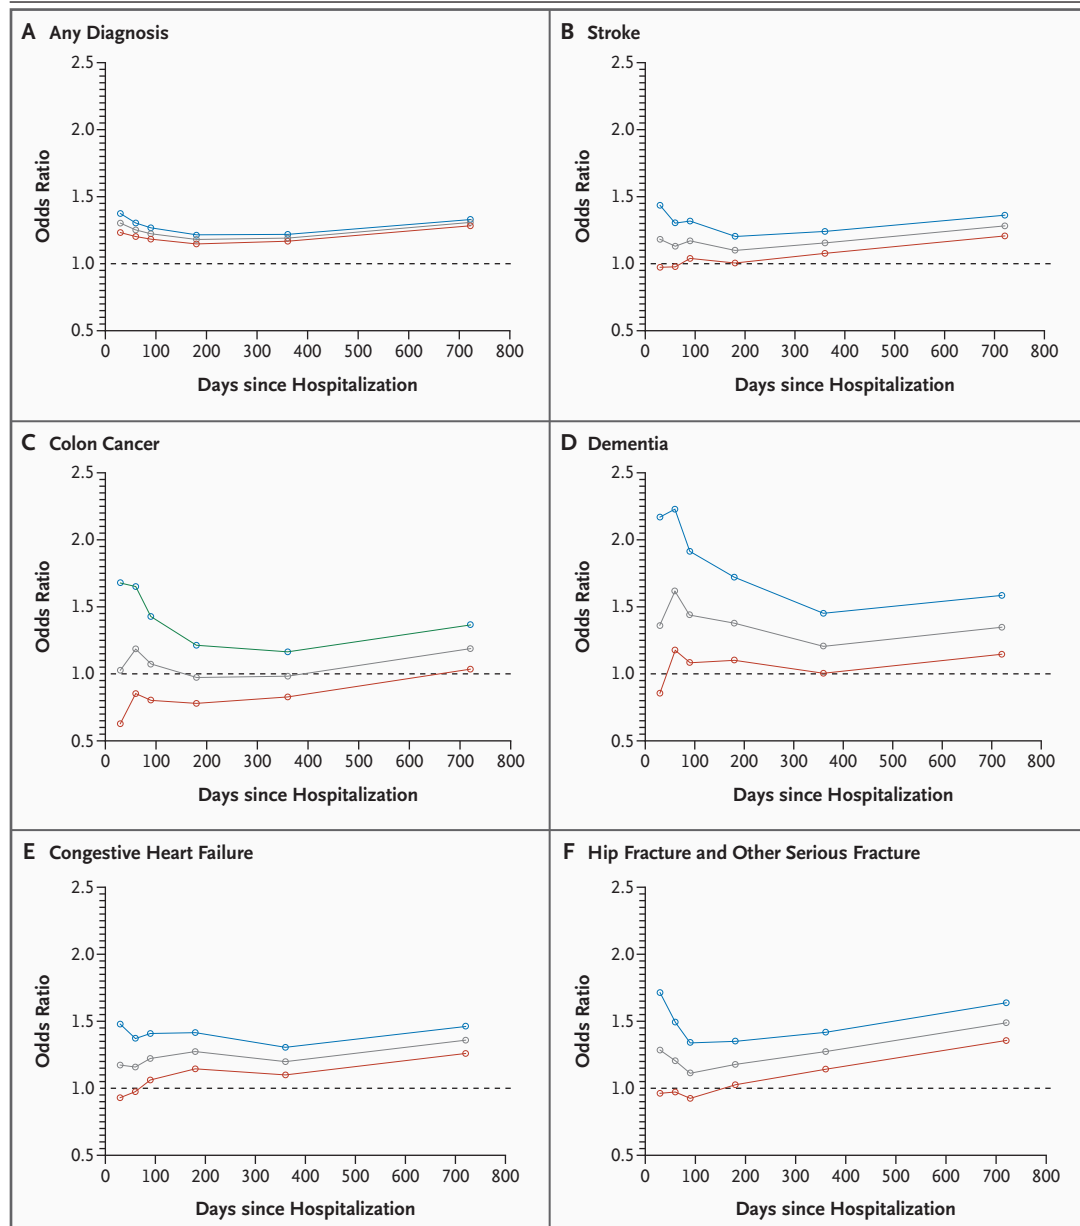 A Any Diagnosis
2.5
2.0
1.5
1.0
0.5
Odds Ratio
0 100 200 300 400 500 600 700 800
Days since Hospitalization
B Stroke
2.5
2.0
1.5
1.0
0.5
Odds Ratio
0 100 200 300 400 500 600 700 800
Days since Hospitalization
C Colon Cancer
2.5
2.0
1.5
1.0
0.5
Odds Ratio
0 100 200 300 400 500 600 700 800
Days since Hospitalization
D Dementia
2.5
2.0
1.5
1.0
0.5
Odds Ratio
0 100 200 300 400 500 600 700 800
Days since Hospitalization
E Congestive Heart Failure
2.5
2.0
1.5
1.0
0.5
Odds Ratio
0 100 200 300 400 500 600 700 800
Days since Hospitalization
F Hip Fracture and Other Serious Fracture
2.5
2.0
1.5
1.0
0.5
Odds Ratio
0 100 200 300 400 500 600 700 800
Days since Hospitalization